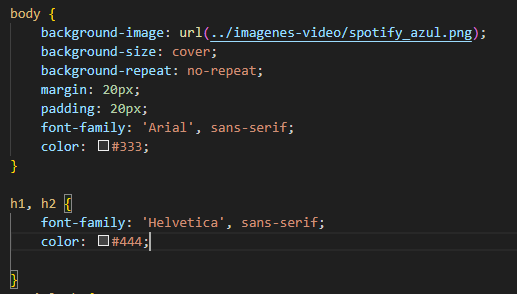 body {
    background-image: url(../imagenes-video/spotify_azul.png);
    background-size: cover;
    background-repeat: no-repeat;
    margin: 20px;
    padding: 20px;
    font-family: 'Arial', sans-serif;
    color: #333;
}
h1, h2 {
    font-family: 'Helvetica', sans-serif;
    color: #444;
}